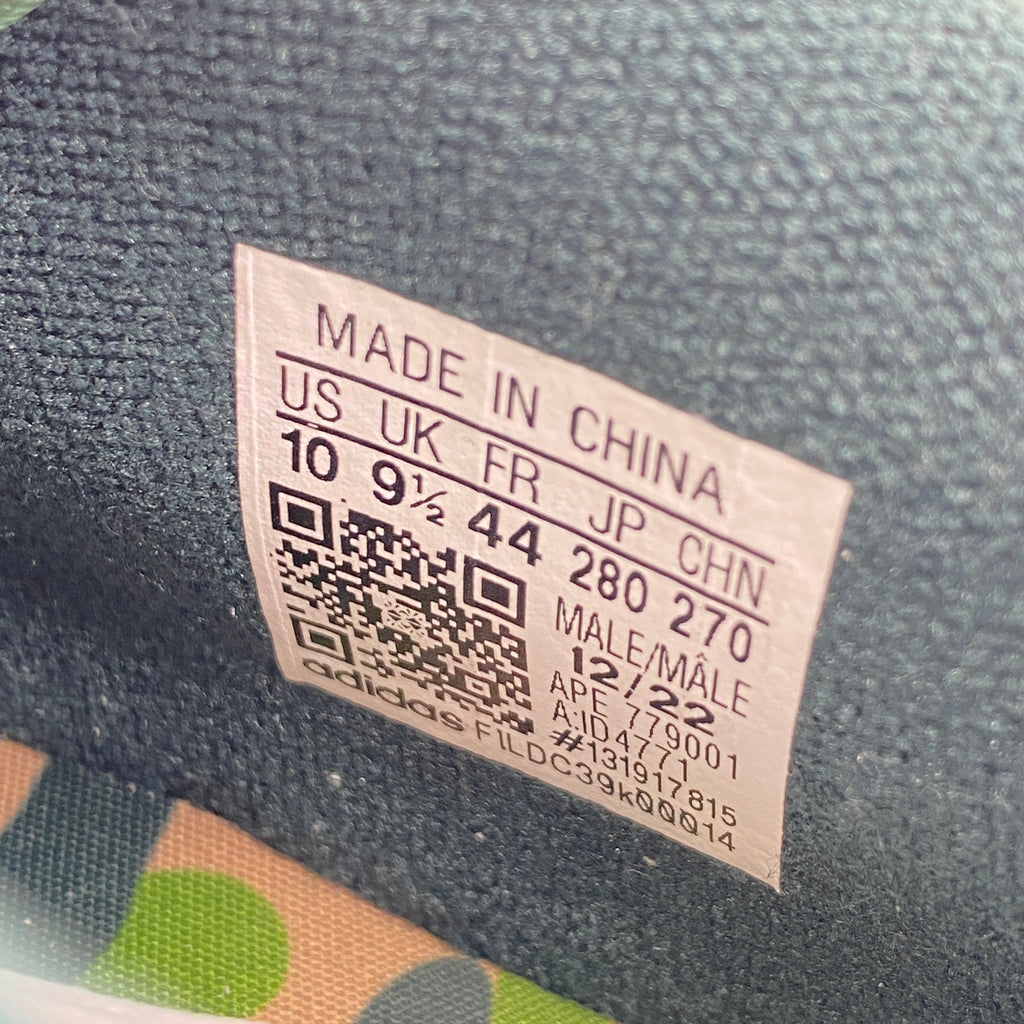 MADE IN CHINA
US UK FR JP CHN
10 9½ 44 280 270
MALE/MÂLE
12/22
APE 779001
A:ID4771
#131917815
adidas F1LDC39k00014